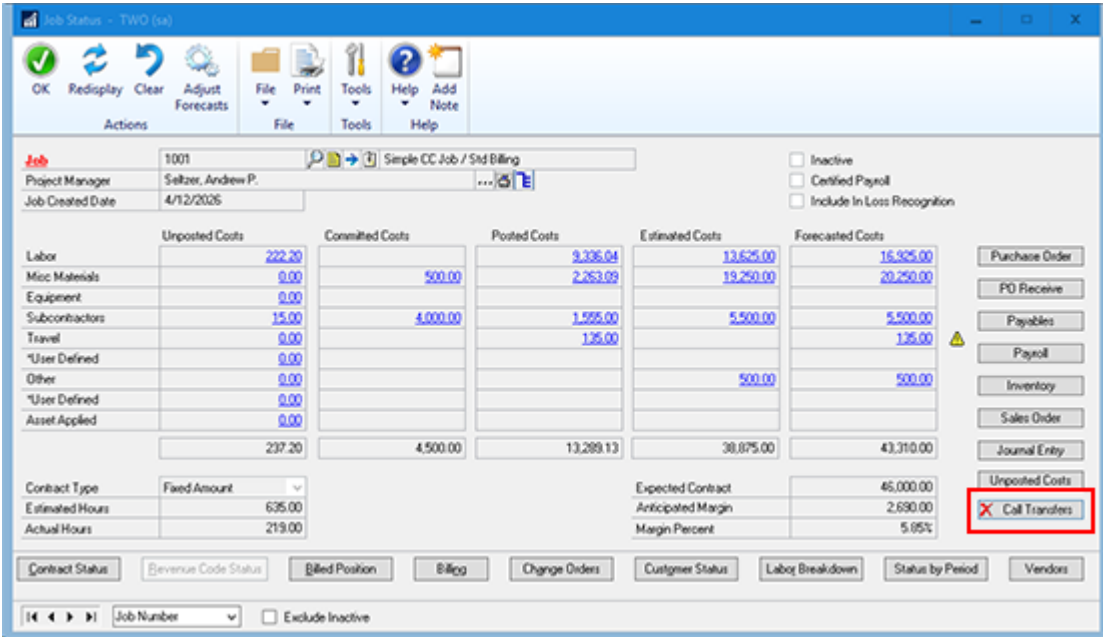 Job Status - TWO (sa)
OK Redisplay Clear Adjust Forecasts File Print Tools Help Add Note
Actions File Tools Help
Job 1001 Simple CC Job / Std Billing Inactive
Project Manager Seltzer, Andrew P. ... Certified Payroll
Job Created Date 4/12/2026 Include In Loss Recognition
Unposted Costs Committed Costs Posted Costs Estimated Costs Forecasted Costs
Labor 222.20 9,336.04 13,625.00 16,925.00 Purchase Order
Misc Materials 0.00 500.00 2,263.09 19,250.00 20,250.00
Equipment 0.00 PO Receive
Subcontractors 15.00 4,000.00 1,555.00 5,500.00 5,500.00 Payables
Travel 0.00 135.00 135.00
*User Defined 0.00 Payroll
Other 0.00 500.00 500.00 Inventory
*User Defined 0.00
Asset Applied 0.00 Sales Order
237.20 4,500.00 13,289.13 38,875.00 43,310.00 Journal Entry
Unposted Costs
Contract Type Fixed Amount Expected Contract 46,000.00
Estimated Hours 635.00 Anticipated Margin 2,690.00 Call Transfers
Actual Hours 219.00 Margin Percent 5.85%
Contract Status Revenue Code Status Billed Position Billing Change Orders Customer Status Labor Breakdown Status by Period Vendors
Job Number Exclude Inactive